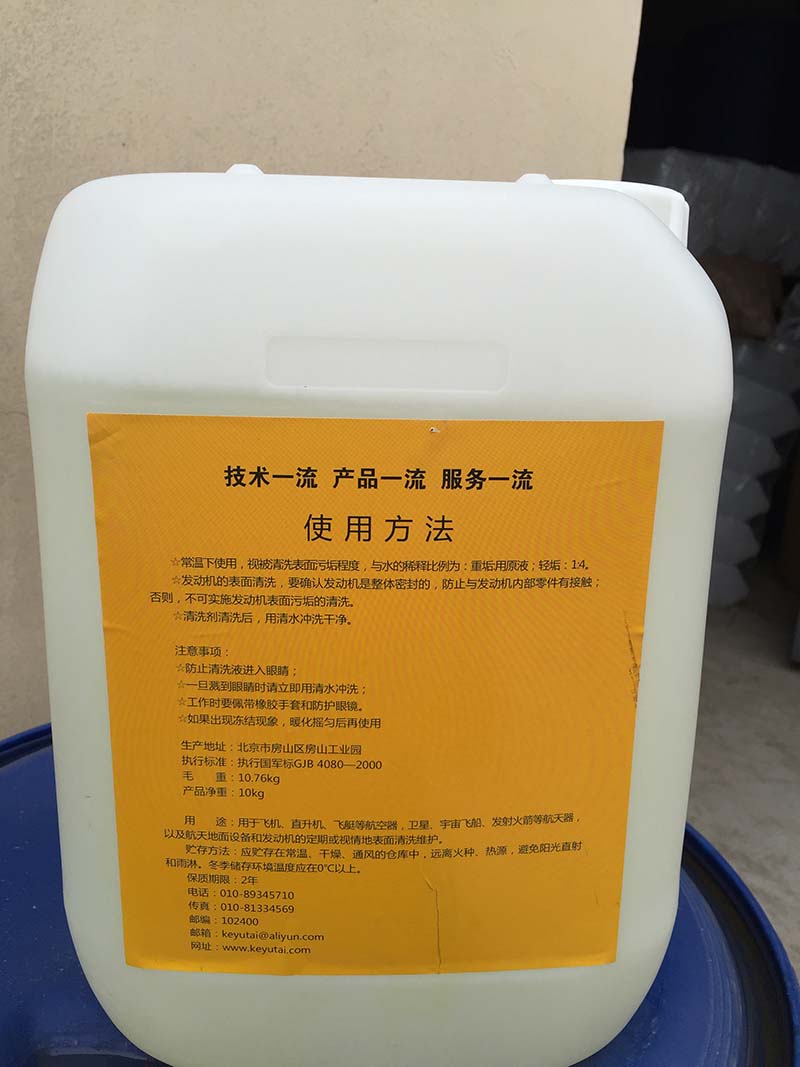 技术一流 产品一流 服务一流
使用方法
☆常温下使用，视被清洗表面污垢程度，与水的稀释比例为：重垢:用原液；轻垢：1:4。
☆发动机的表面清洗，要确认发动机是整体密封的，防止与发动机内部零件有接触；
否则，不可实施发动机表面污垢的清洗。
☆清洗剂清洗后，用清水冲洗干净。
注意事项：
☆防止清洗液进入眼睛；
☆一旦溅到眼睛时请立即用清水冲洗；
☆工作时要佩带橡胶手套和防护眼镜。
☆如果出现冻结现象，暖化摇匀后再使用
生产地址：北京市房山区房山工业园
执行标准：执行国军标GJB 4080—2000
毛 重：10.76kg
产品净重：10kg
用 途：用于飞机、直升机、飞艇等航空器，卫星、宇宙飞船、发射火箭等航天器，
以及航天地面设备和发动机的定期或视情地表面清洗维护。
贮存方法：应贮存在常温、干燥、通风的仓库中，远离火种、热源，避免阳光直射
和雨淋。冬季储存环境温度应在0℃以上。
保质期限：2年
电话：010-89345710
传真：010-81334569
邮编：102400
邮箱：keyutai@aliyun.com
网址：www.keyutai.com